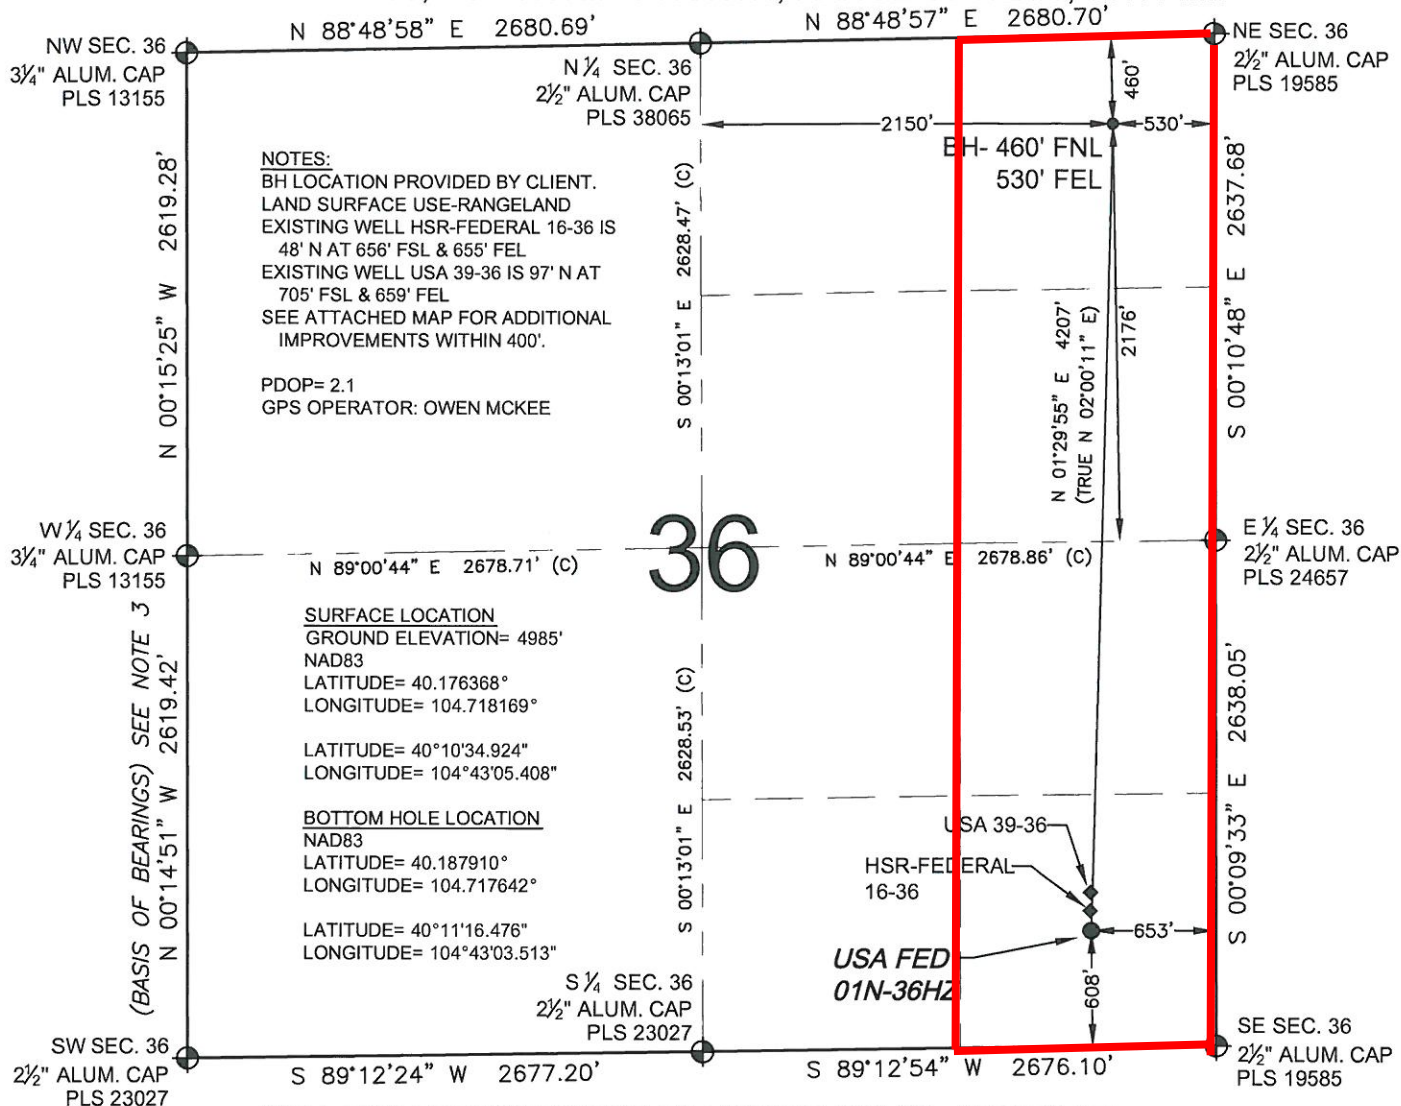 N 88°48'58" E 2680.69'
N 88°48'57" E 2680.70'
NW SEC. 36
3¼" ALUM. CAP
PLS 13155
N ¼ SEC. 36
2½" ALUM. CAP
PLS 38065
NE SEC. 36
2½" ALUM. CAP
PLS 19585
460'
2150'
530'
BH- 460' FNL
530' FEL
NOTES:
BH LOCATION PROVIDED BY CLIENT.
LAND SURFACE USE-RANGELAND
EXISTING WELL HSR-FEDERAL 16-36 IS
48' N AT 656' FSL & 655' FEL
EXISTING WELL USA 39-36 IS 97' N AT
705' FSL & 659' FEL
SEE ATTACHED MAP FOR ADDITIONAL
IMPROVEMENTS WITHIN 400'.
PDOP= 2.1
GPS OPERATOR: OWEN MCKEE
N 00°15'25" W 2619.28'
S 00°13'01" E 2628.47' (C)
N 01°29'55" E 4207'
(TRUE N 02°00'11" E)
2176'
S 00°10'48" E 2637.68'
W ¼ SEC. 36
3¼" ALUM. CAP
PLS 13155
N 89°00'44" E 2678.71' (C)
36
N 89°00'44" E 2678.86' (C)
E ¼ SEC. 36
2½" ALUM. CAP
PLS 24657
(BASIS OF BEARINGS) SEE NOTE 3
N 00°14'51" W 2619.42'
SURFACE LOCATION
GROUND ELEVATION= 4985'
NAD83
LATITUDE= 40.176368°
LONGITUDE= 104.718169°
LATITUDE= 40°10'34.924"
LONGITUDE= 104°43'05.408"
BOTTOM HOLE LOCATION
NAD83
LATITUDE= 40.187910°
LONGITUDE= 104.717642°
LATITUDE= 40°11'16.476"
LONGITUDE= 104°43'03.513"
S 00°13'01" E 2628.53' (C)
USA 39-36
HSR-FEDERAL
16-36
653'
USA FED
01N-36HZ
608'
S 00°09'33" E 2638.05'
S ¼ SEC. 36
2½" ALUM. CAP
PLS 23027
SW SEC. 36
2½" ALUM. CAP
PLS 23027
S 89°12'24" W 2677.20'
S 89°12'54" W 2676.10'
SE SEC. 36
2½" ALUM. CAP
PLS 19585